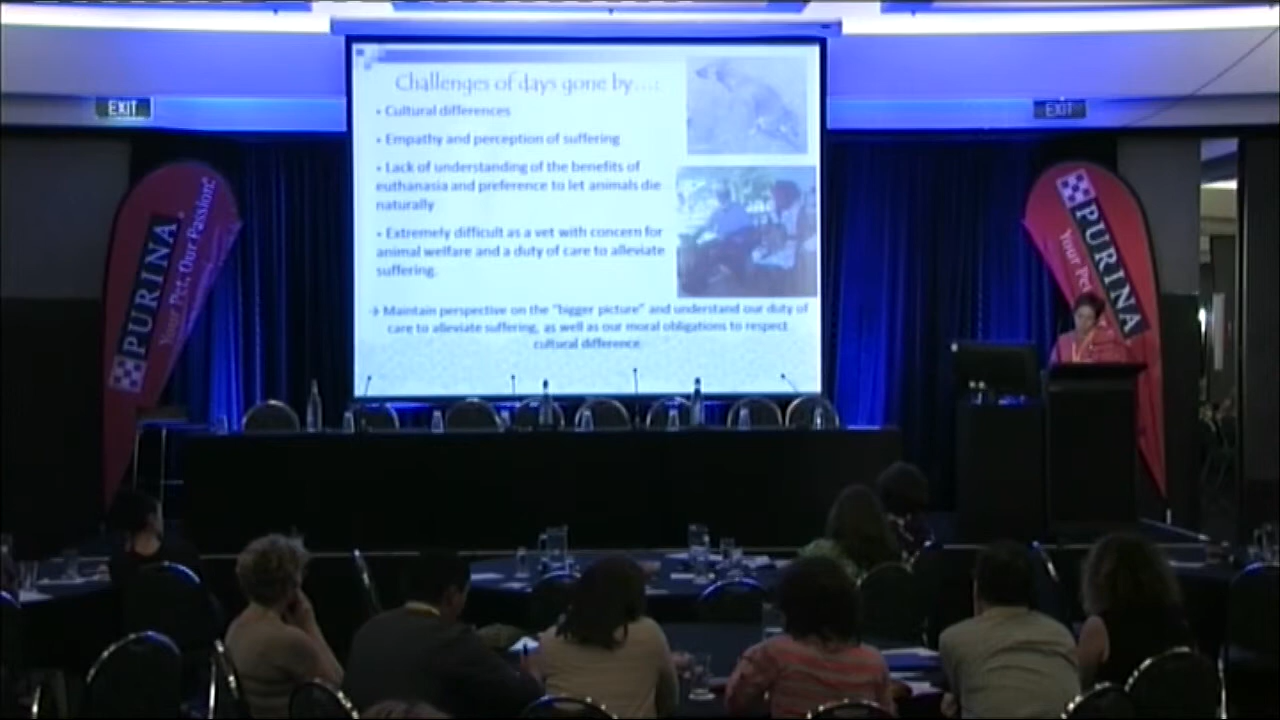 EXIT
EXIT
Challenges of days gone by....:
• Cultural differences
• Empathy and perception of suffering
• Lack of understanding of the benefits of
euthanasia and preference to let animals die
naturally
• Extremely difficult as a vet with concern for
animal welfare and a duty of care to alleviate
suffering.
→ Maintain perspective on the "bigger picture" and understand our duty of
care to alleviate suffering, as well as our moral obligations to respect
cultural difference.
PURINA
Your Pet, Our Passion.®
PURINA
Your Pet